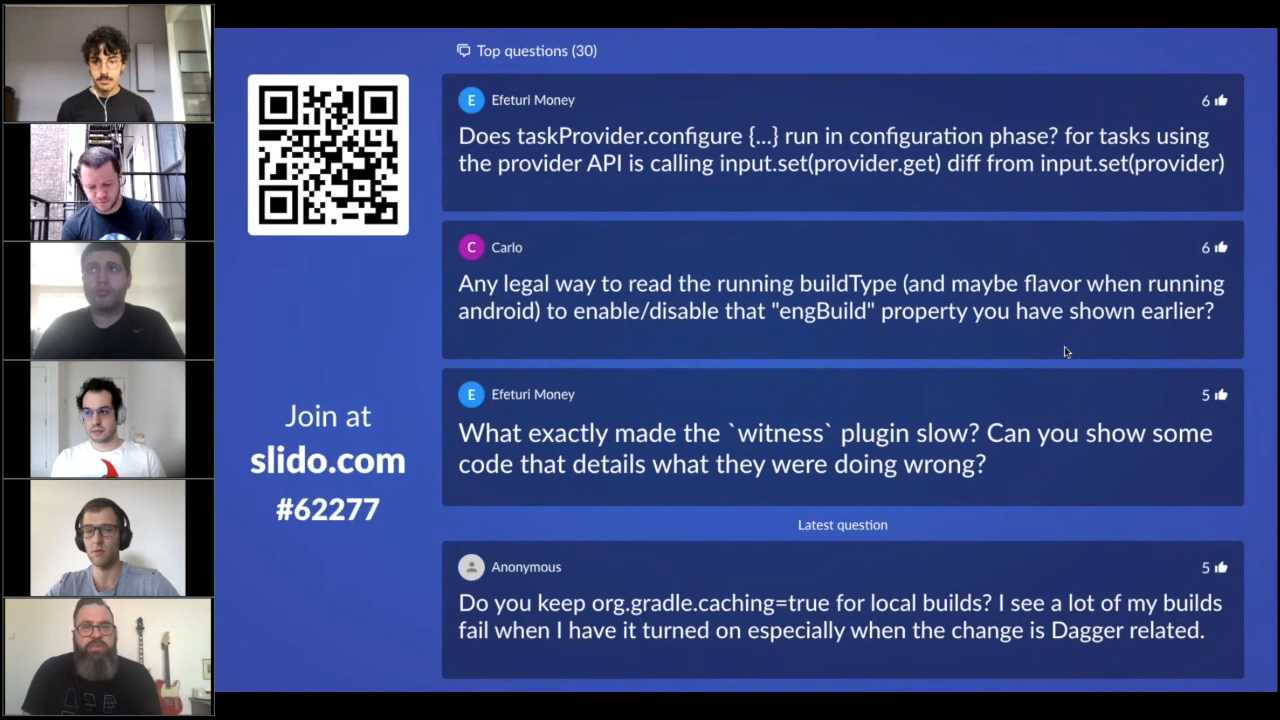 Top questions (30)
E Efeturi Money 6
Does taskProvider.configure {...} run in configuration phase? for tasks using
the provider API is calling input.set(provider.get) diff from input.set(provider)
C Carlo 6
Any legal way to read the running buildType (and maybe flavor when running
android) to enable/disable that "engBuild" property you have shown earlier?
E Efeturi Money 5
What exactly made the `witness` plugin slow? Can you show some
code that details what they were doing wrong?
Latest question
Anonymous 5
Do you keep org.gradle.caching=true for local builds? I see a lot of my builds
fail when I have it turned on especially when the change is Dagger related.
Join at
slido.com
#62277